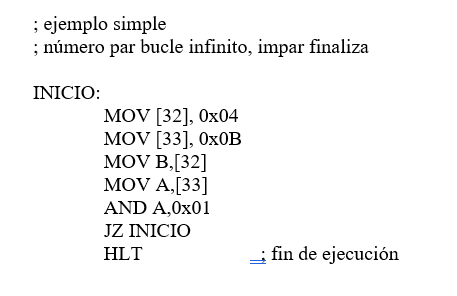 ; ejemplo simple
; número par bucle infinito, impar finaliza
INICIO:
MOV [32], 0x04
MOV [33], 0x0B
MOV B,[32]
MOV A,[33]
AND A,0x01
JZ INICIO
HLT ; fin de ejecución